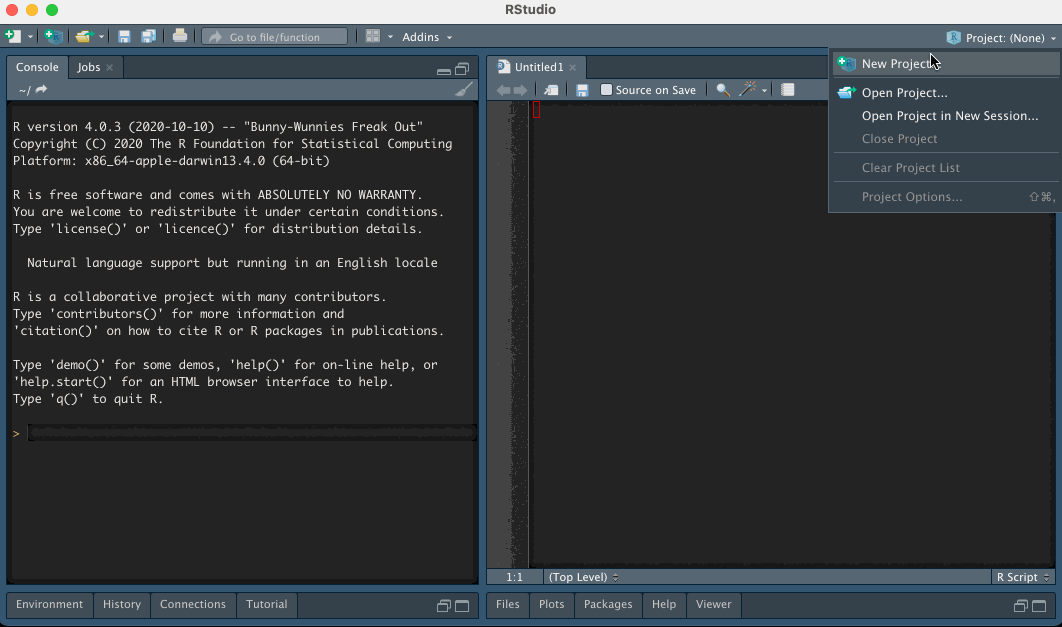 RStudio
Go to file/function
Addins
Project: (None)
Console
Jobs
Untitled1
~/
Source on Save
New Project...
Open Project...
Open Project in New Session...
Close Project
Clear Project List
Project Options... ⇧⌘,
R version 4.0.3 (2020-10-10) -- "Bunny-Wunnies Freak Out"
Copyright (C) 2020 The R Foundation for Statistical Computing
Platform: x86_64-apple-darwin13.4.0 (64-bit)
R is free software and comes with ABSOLUTELY NO WARRANTY.
You are welcome to redistribute it under certain conditions.
Type 'license()' or 'licence()' for distribution details.
Natural language support but running in an English locale
R is a collaborative project with many contributors.
Type 'contributors()' for more information and
'citation()' on how to cite R or R packages in publications.
Type 'demo()' for some demos, 'help()' for on-line help, or
'help.start()' for an HTML browser interface to help.
Type 'q()' to quit R.
>
1:1
(Top Level)
R Script
Environment
History
Connections
Tutorial
Files
Plots
Packages
Help
Viewer